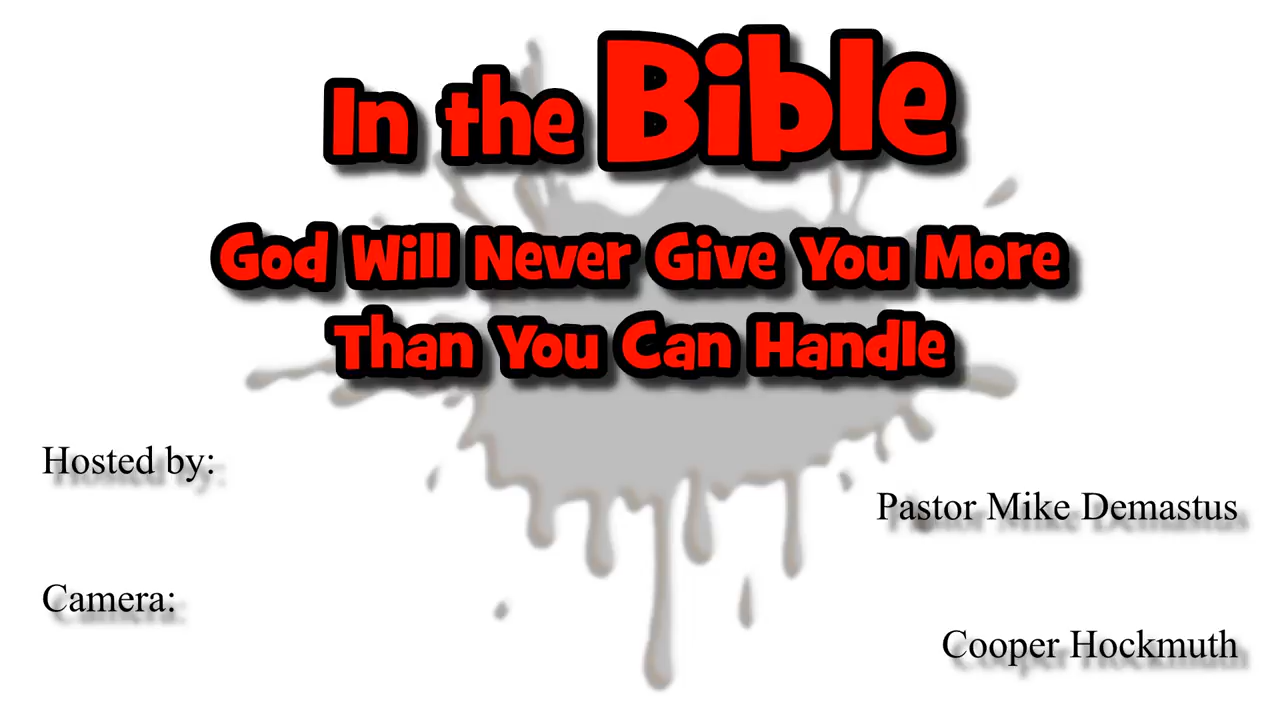 In the Bible
God Will Never Give You More
Than You Can Handle
Hosted by:
Pastor Mike Demastus
Camera:
Cooper Hockmuth